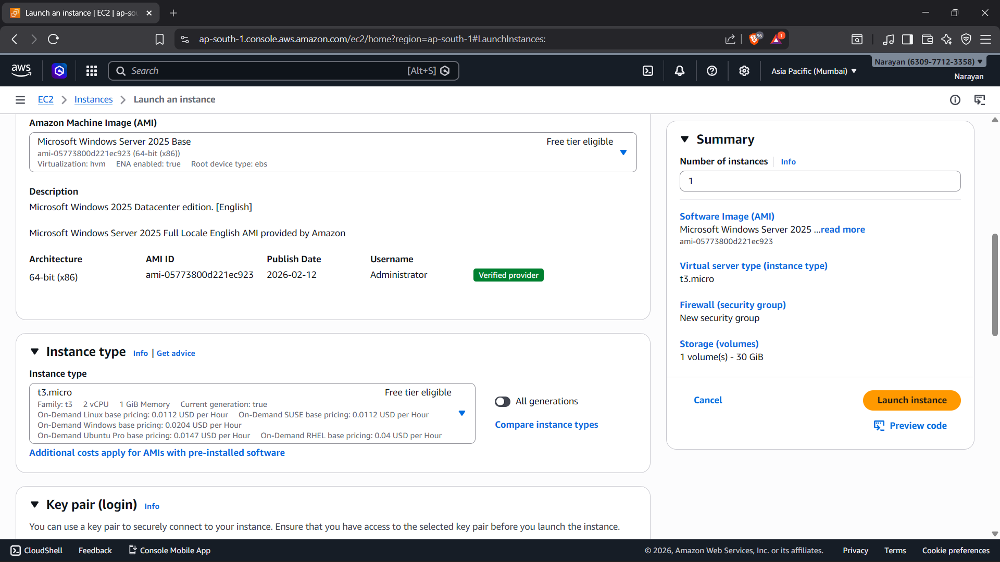 Launch an instance | EC2 | ap-so
ap-south-1.console.aws.amazon.com/ec2/home?region=ap-south-1#LaunchInstances:
96
1
aws
Search
[Alt+S]
Asia Pacific (Mumbai)
Narayan (6309-7712-3358)
Narayan
EC2
Instances
Launch an instance
Amazon Machine Image (AMI)
Microsoft Windows Server 2025 Base
Free tier eligible
ami-05773800d221ec923 (64-bit (x86))
Virtualization: hvm ENA enabled: true Root device type: ebs
Description
Microsoft Windows 2025 Datacenter edition. [English]
Microsoft Windows Server 2025 Full Locale English AMI provided by Amazon
Architecture AMI ID Publish Date Username
64-bit (x86) ami-05773800d221ec923 2026-02-12 Administrator Verified provider
Instance type Info | Get advice
Instance type
t3.micro Free tier eligible
Family: t3 2 vCPU 1 GiB Memory Current generation: true
On-Demand Linux base pricing: 0.0112 USD per Hour On-Demand SUSE base pricing: 0.0112 USD per Hour
On-Demand Windows base pricing: 0.0204 USD per Hour
On-Demand Ubuntu Pro base pricing: 0.0147 USD per Hour On-Demand RHEL base pricing: 0.04 USD per Hour
All generations
Compare instance types
Additional costs apply for AMIs with pre-installed software
Key pair (login) Info
You can use a key pair to securely connect to your instance. Ensure that you have access to the selected key pair before you launch the instance.
Summary
Number of instances Info
1
Software Image (AMI)
Microsoft Windows Server 2025 ...read more
ami-05773800d221ec923
Virtual server type (instance type)
t3.micro
Firewall (security group)
New security group
Storage (volumes)
1 volume(s) - 30 GiB
Cancel
Launch instance
Preview code
CloudShell Feedback Console Mobile App
© 2026, Amazon Web Services, Inc. or its affiliates. Privacy Terms Cookie preferences